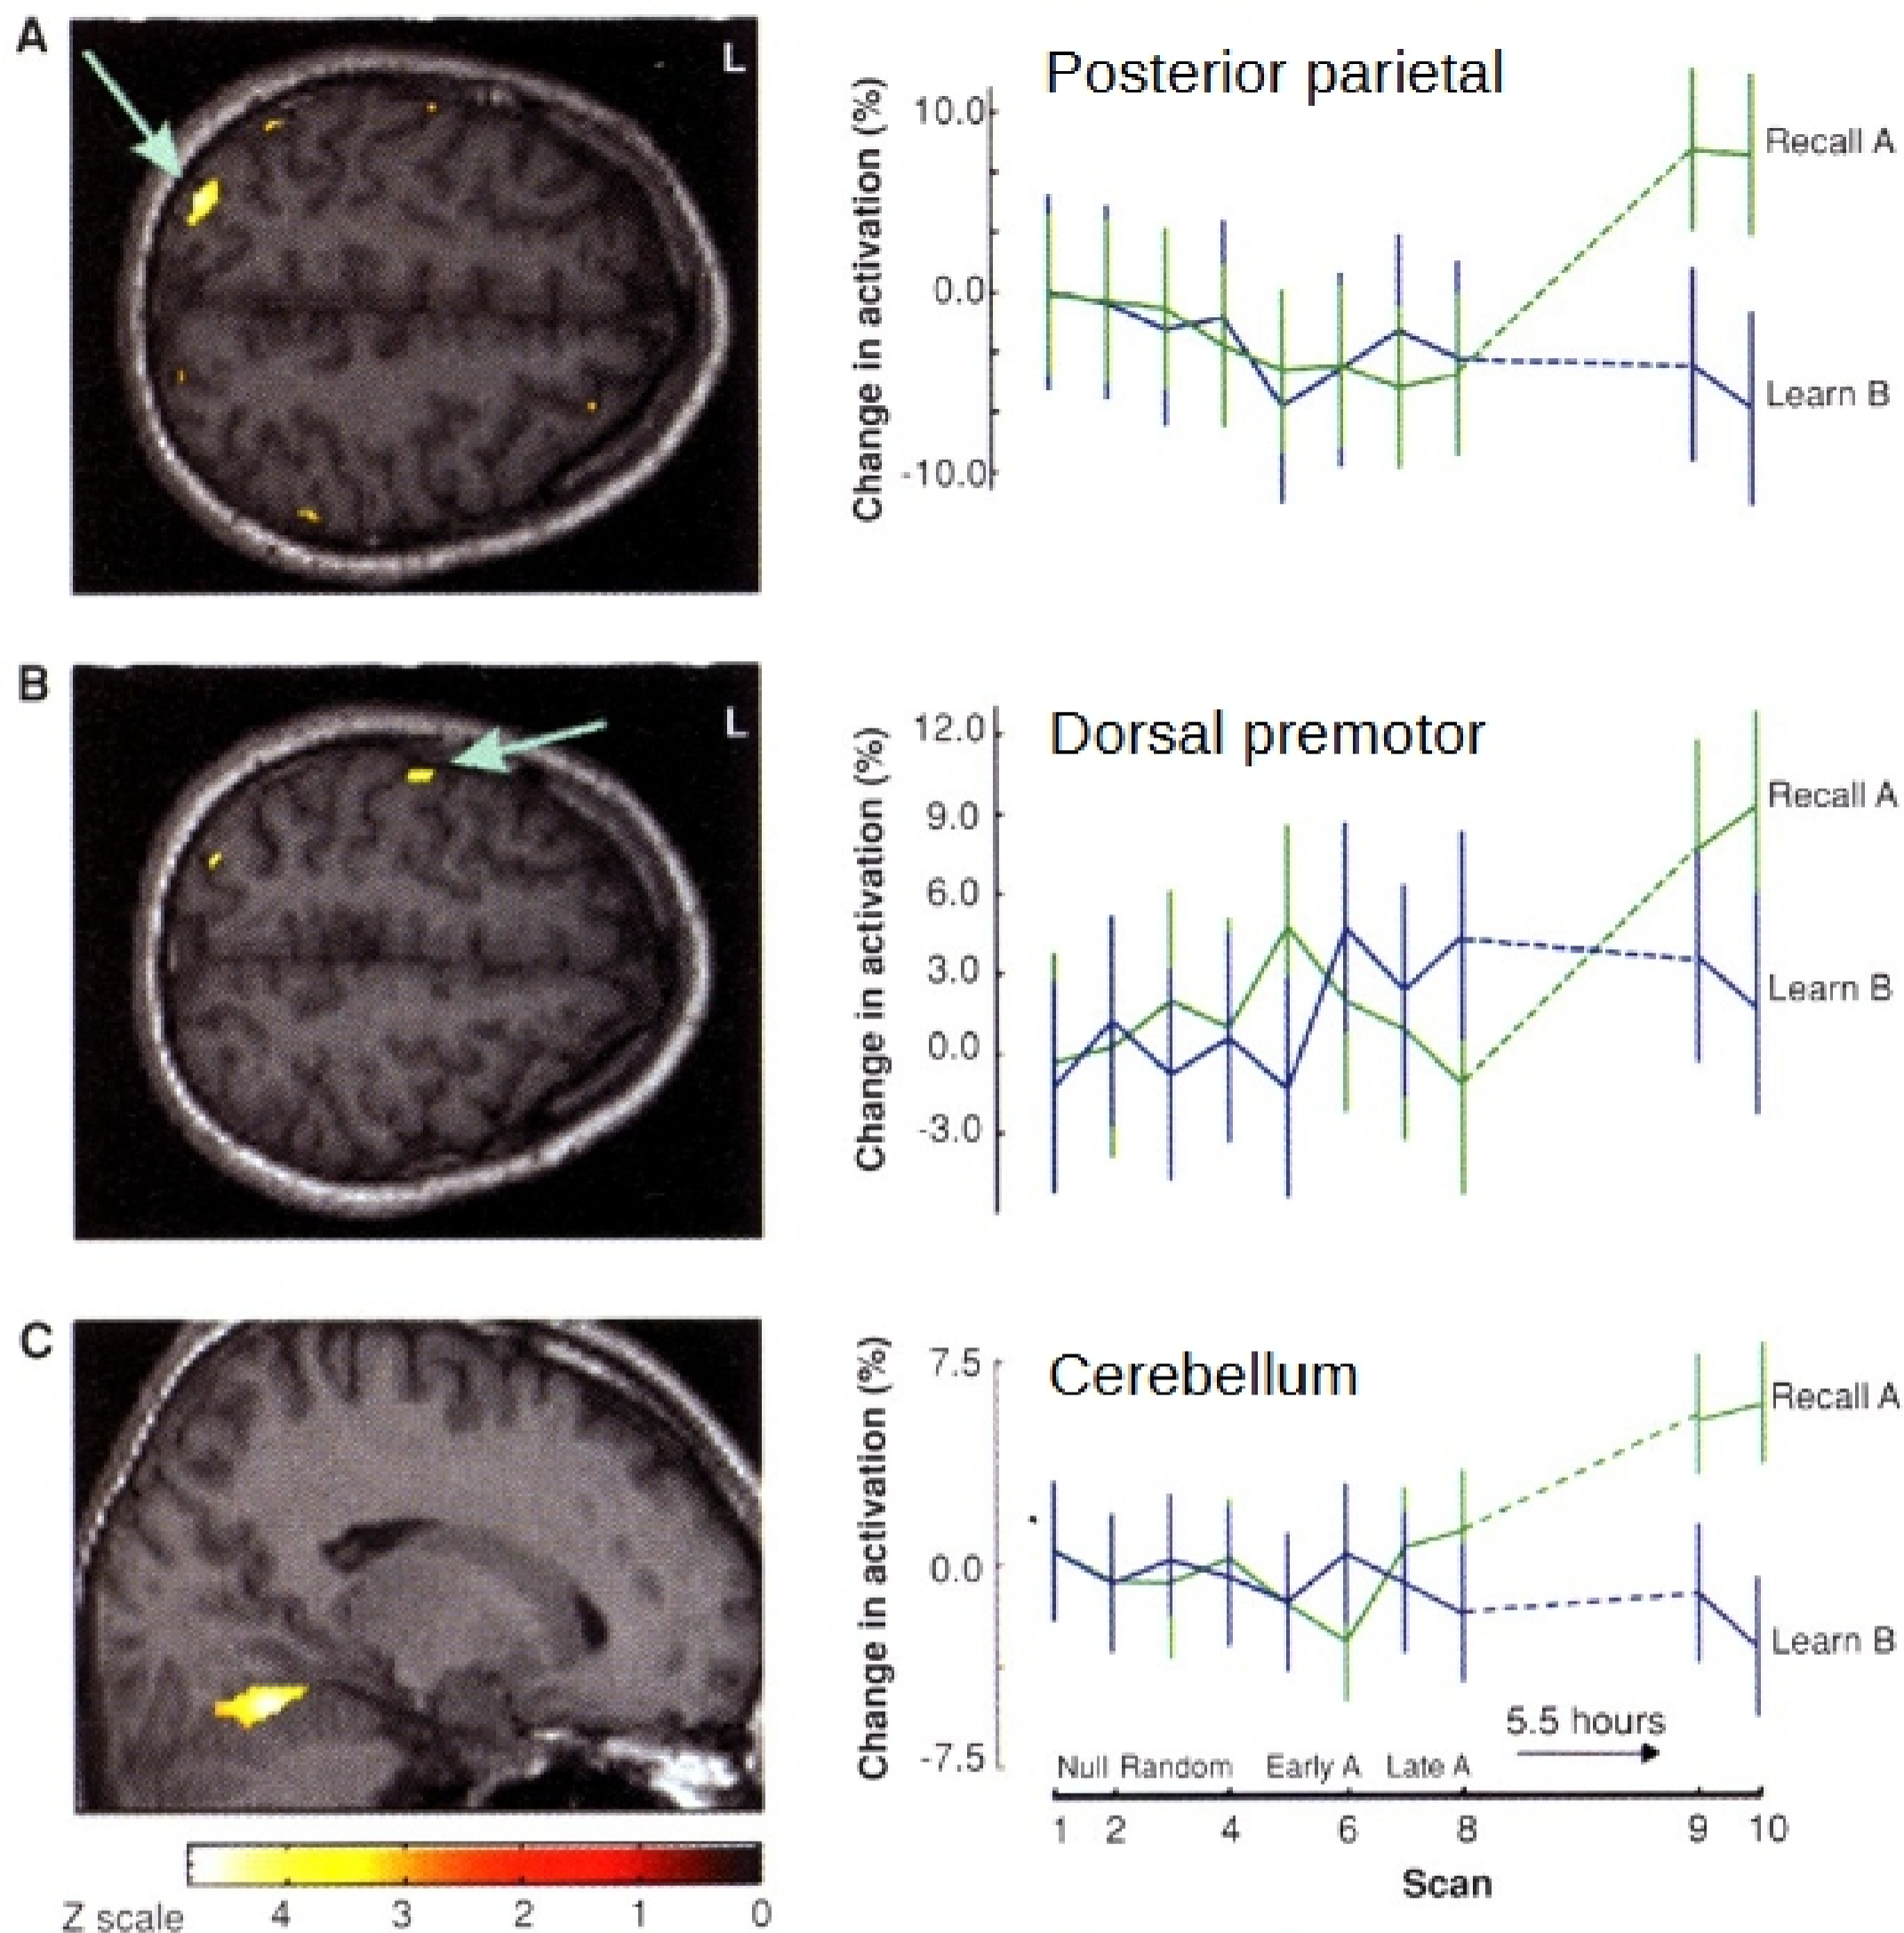 A
L
Posterior parietal
Change in activation (%)
10.0
0.0
-10.0
Recall A
Learn B
B
L
Dorsal premotor
Change in activation (%)
12.0
9.0
6.0
3.0
0.0
-3.0
Recall A
Learn B
C
Cerebellum
Change in activation (%)
7.5
0.0
-7.5
Recall A
Learn B
5.5 hours
Null Random Early A Late A
1 2 4 6 8 9 10
Scan
Z scale 4 3 2 1 0